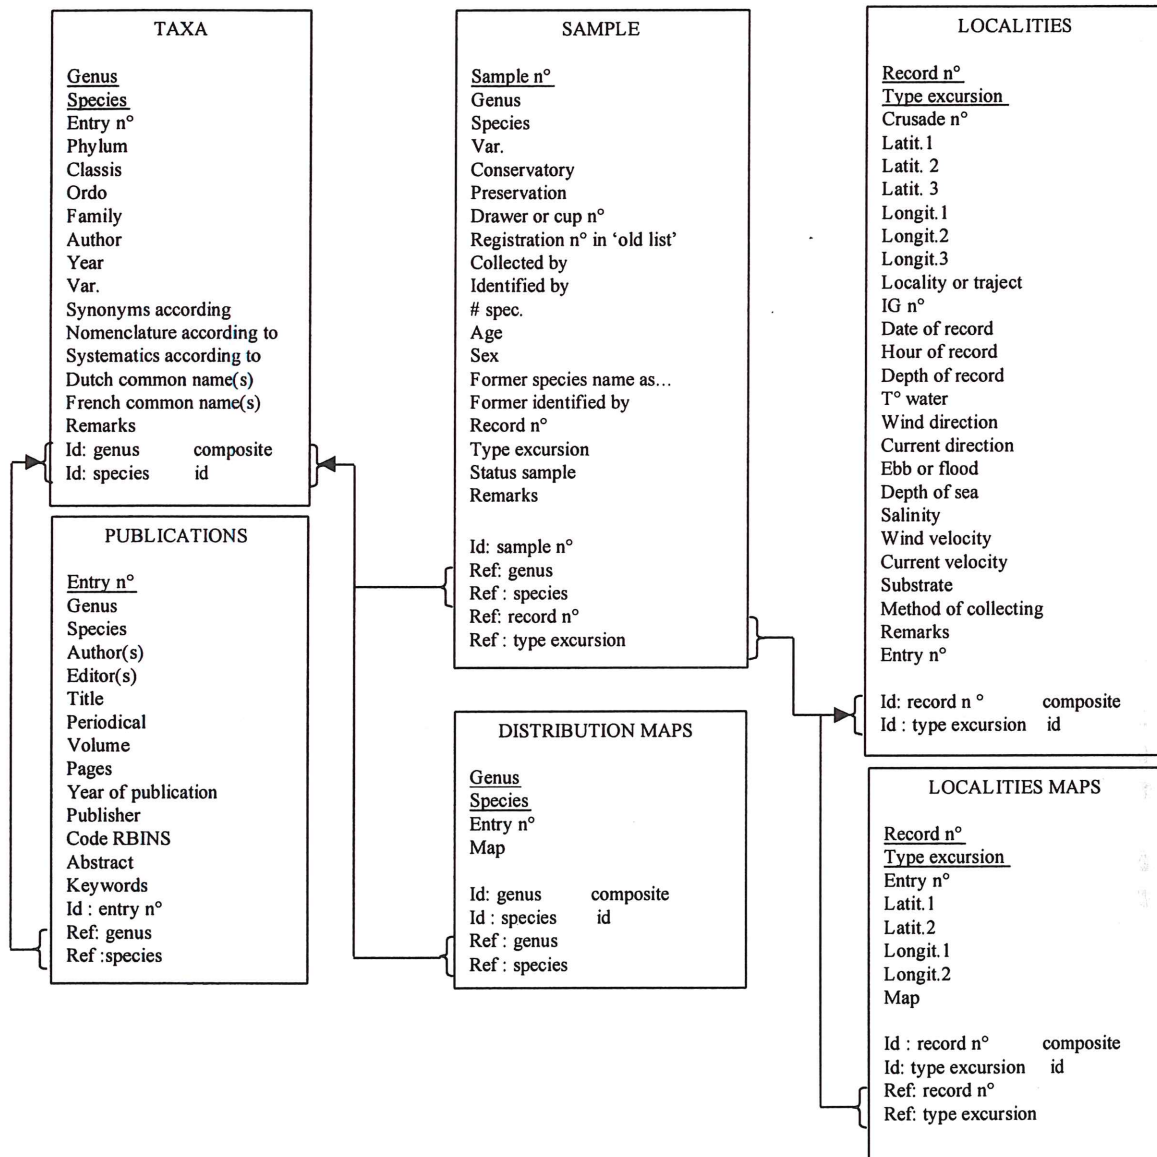 TAXA
Genus
Species
Entry n°
Phylum
Classis
Ordo
Family
Author
Year
Var.
Synonyms according
Nomenclature according to
Systematics according to
Dutch common name(s)
French common name(s)
Remarks
Id: genus composite
Id: species id
PUBLICATIONS
Entry n°
Genus
Species
Author(s)
Editor(s)
Title
Periodical
Volume
Pages
Year of publication
Publisher
Code RBINS
Abstract
Keywords
Id : entry n°
Ref: genus
Ref :species
SAMPLE
Sample n°
Genus
Species
Var.
Conservatory
Preservation
Drawer or cup n°
Registration n° in ‘old list’
Collected by
Identified by
# spec.
Age
Sex
Former species name as…
Former identified by
Record n°
Type excursion
Status sample
Remarks
Id: sample n°
Ref: genus
Ref : species
Ref: record n°
Ref : type excursion
DISTRIBUTION MAPS
Genus
Species
Entry n°
Map
Id: genus composite
Id : species id
Ref : genus
Ref : species
LOCALITIES
Record n°
Type excursion
Crusade n°
Latit.1
Latit. 2
Latit. 3
Longit.1
Longit.2
Longit.3
Locality or traject
IG n°
Date of record
Hour of record
Depth of record
T° water
Wind direction
Current direction
Ebb or flood
Depth of sea
Salinity
Wind velocity
Current velocity
Substrate
Method of collecting
Remarks
Entry n°
Id: record n ° composite
Id : type excursion id
LOCALITIES MAPS
Record n°
Type excursion
Entry n°
Latit.1
Latit.2
Longit.1
Longit.2
Map
Id : record n° composite
Id: type excursion id
Ref: record n°
Ref: type excursion